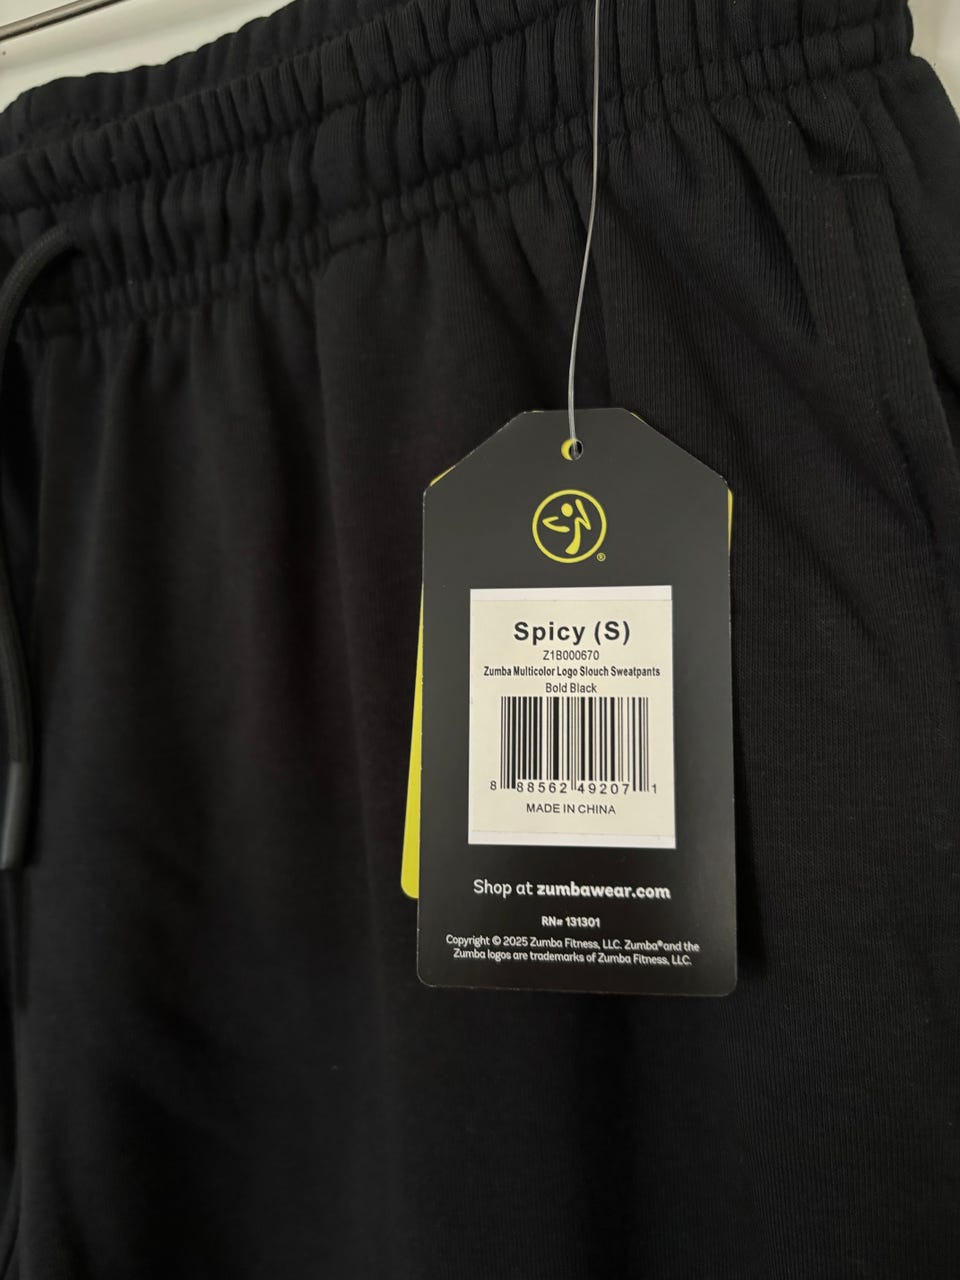 ®
Spicy (S)
Z1B000670
Zumba Multicolor Logo Slouch Sweatpants
Bold Black
8 88562 49207 1
MADE IN CHINA
Shop at zumbawear.com
RN# 131301
Copyright © 2025 Zumba Fitness, LLC. Zumba® and the
Zumba logos are trademarks of Zumba Fitness, LLC.